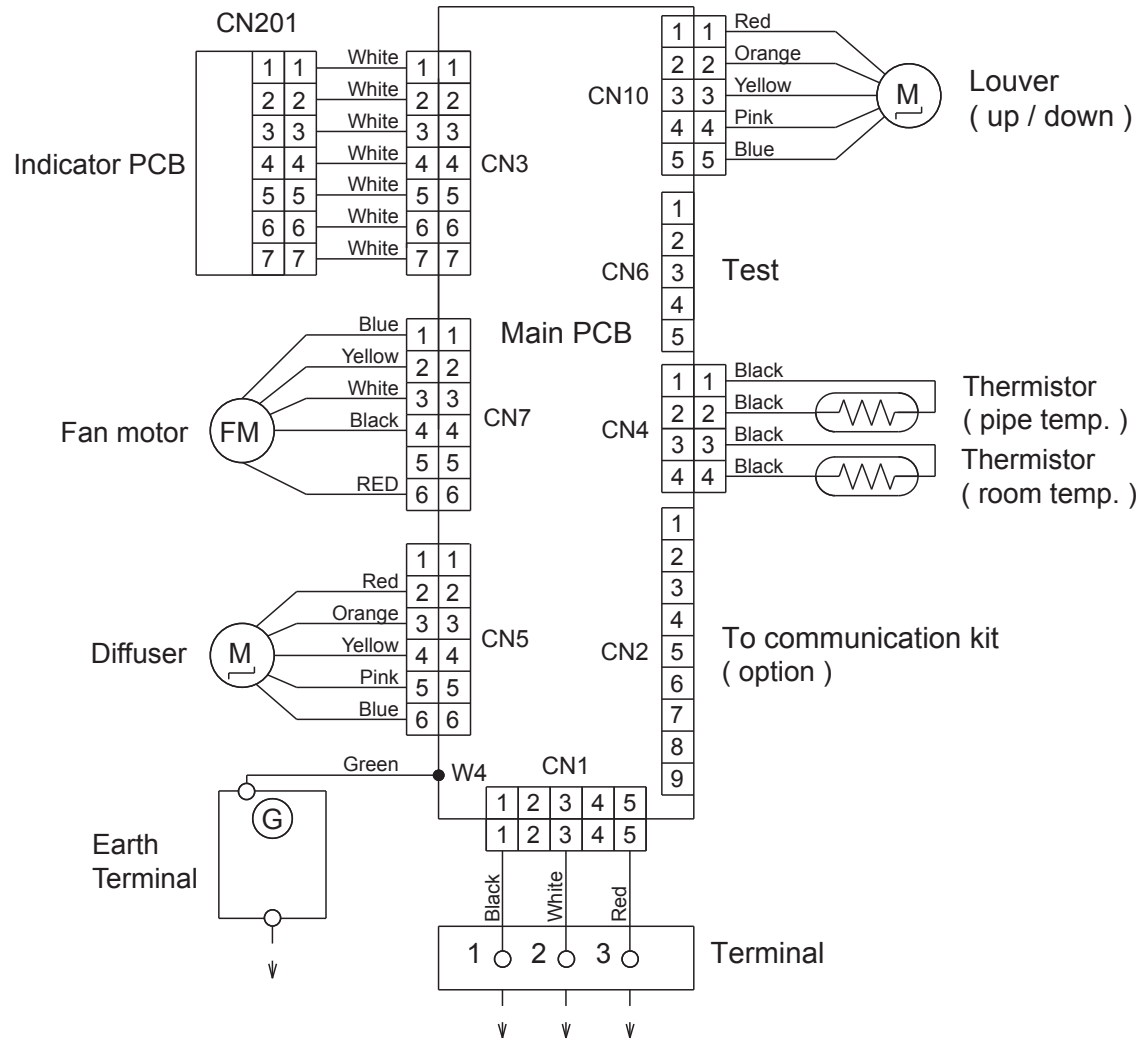 CN201
Indicator PCB
1 1 White 1 1
2 2 White 2 2
3 3 White 3 3
4 4 White 4 4
5 5 White 5 5
6 6 White 6 6
7 7 White 7 7
CN3
Main PCB
Fan motor
FM
Blue 1 1
Yellow 2 2
White 3 3
Black 4 4
5 5
RED 6 6
CN7
Diffuser
M
1 1
Red 2 2
Orange 3 3
Yellow 4 4
Pink 5 5
Blue 6 6
CN5
Green
W4
G
Earth
Terminal
CN10
1 1 Red
2 2 Orange
3 3 Yellow
4 4 Pink
5 5 Blue
M
Louver
( up / down )
CN6
1
2
3
4
5
Test
CN4
1 1 Black
2 2 Black
3 3 Black
4 4 Black
Thermistor
( pipe temp. )
Thermistor
( room temp. )
CN2
1
2
3
4
5
6
7
8
9
To communication kit
( option )
CN1
1 2 3 4 5
1 2 3 4 5
Black White Red
1 2 3
Terminal